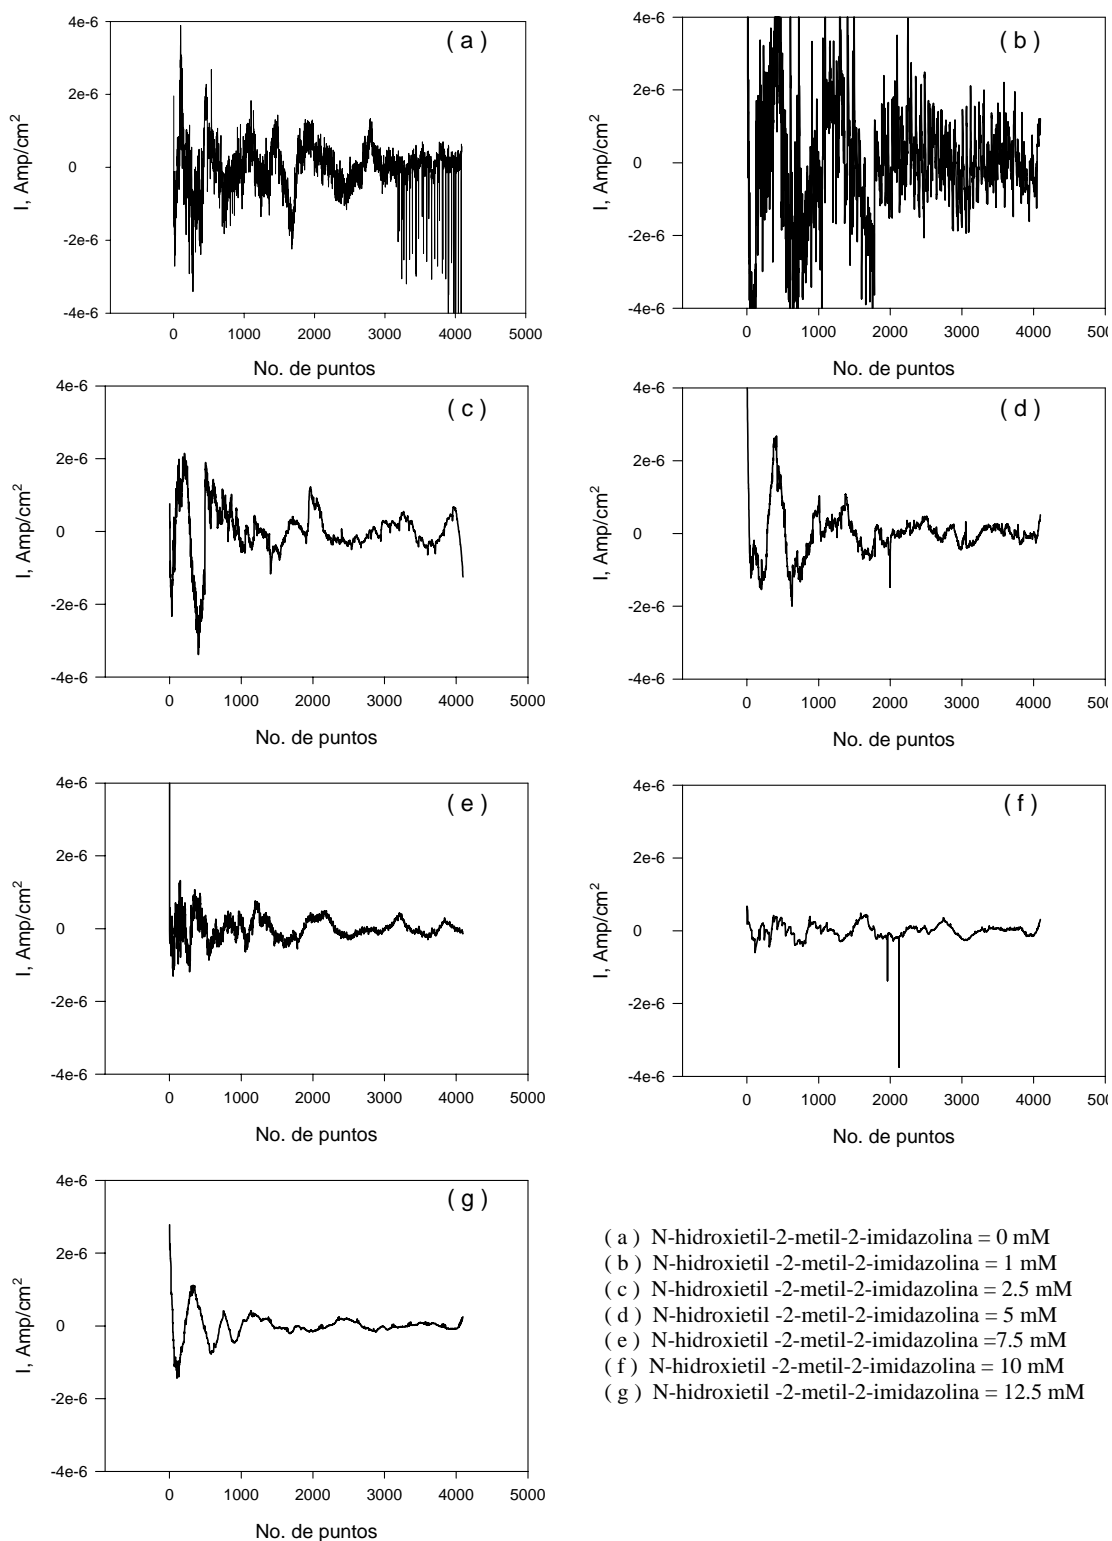 ( a )
4e-6
2e-6
0
-2e-6
-4e-6
I, Amp/cm²
0 1000 2000 3000 4000 5000
No. de puntos
( b )
4e-6
2e-6
0
-2e-6
-4e-6
I, Amp/cm²
0 1000 2000 3000 4000 500
No. de puntos
( c )
4e-6
2e-6
0
-2e-6
-4e-6
I, Amp/cm²
0 1000 2000 3000 4000 5000
No. de puntos
( d )
4e-6
2e-6
0
-2e-6
-4e-6
I, Amp/cm²
0 1000 2000 3000 4000 500
No. de puntos
( e )
4e-6
2e-6
0
-2e-6
-4e-6
I, Amp/cm²
0 1000 2000 3000 4000 5000
No. de puntos
( f )
4e-6
2e-6
0
-2e-6
-4e-6
I, Amp/cm²
0 1000 2000 3000 4000 500
No. de puntos
( g )
4e-6
2e-6
0
-2e-6
-4e-6
I, Amp/cm²
0 1000 2000 3000 4000 5000
No. de puntos
( a ) N-hidroxietil-2-metil-2-imidazolina = 0 mM
( b ) N-hidroxietil -2-metil-2-imidazolina = 1 mM
( c ) N-hidroxietil -2-metil-2-imidazolina = 2.5 mM
( d ) N-hidroxietil -2-metil-2-imidazolina = 5 mM
( e ) N-hidroxietil -2-metil-2-imidazolina =7.5 mM
( f ) N-hidroxietil -2-metil-2-imidazolina = 10 mM
( g ) N-hidroxietil -2-metil-2-imidazolina = 12.5 mM